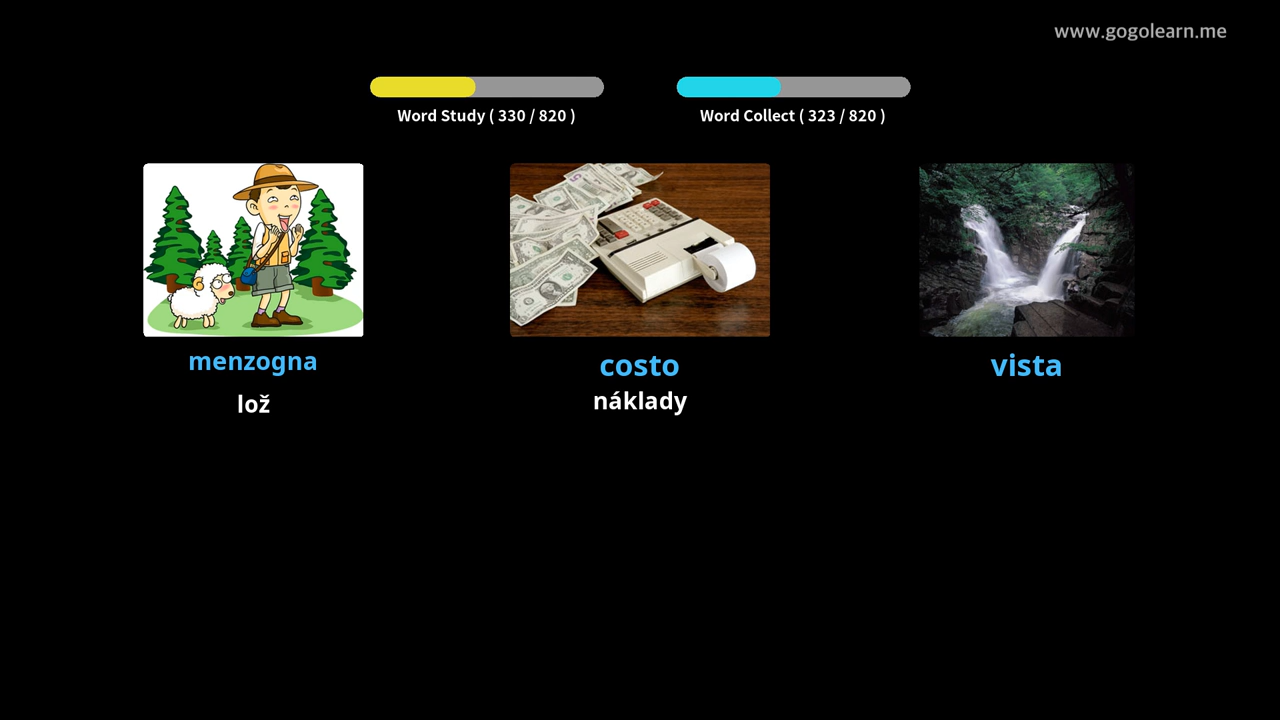 www.gogolearn.me
Word Study ( 330 / 820 )
Word Collect ( 323 / 820 )
menzogna
costo
vista
lož
náklady